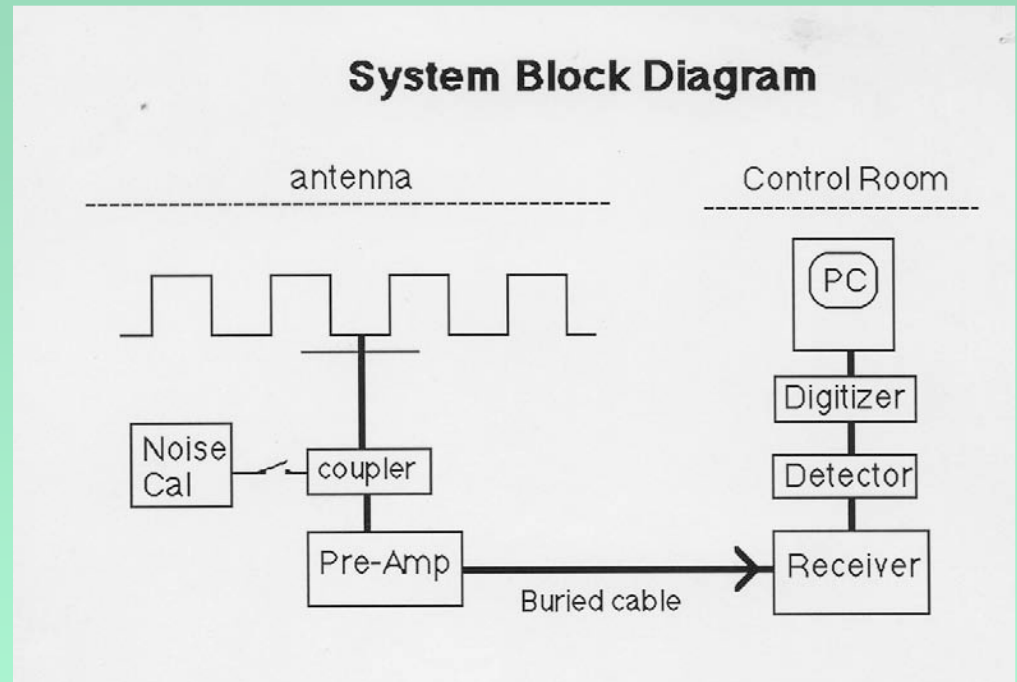 System Block Diagram
antenna
Control Room
PC
Digitizer
Noise
Cal
coupler
Detector
Pre-Amp
Receiver
Buried cable